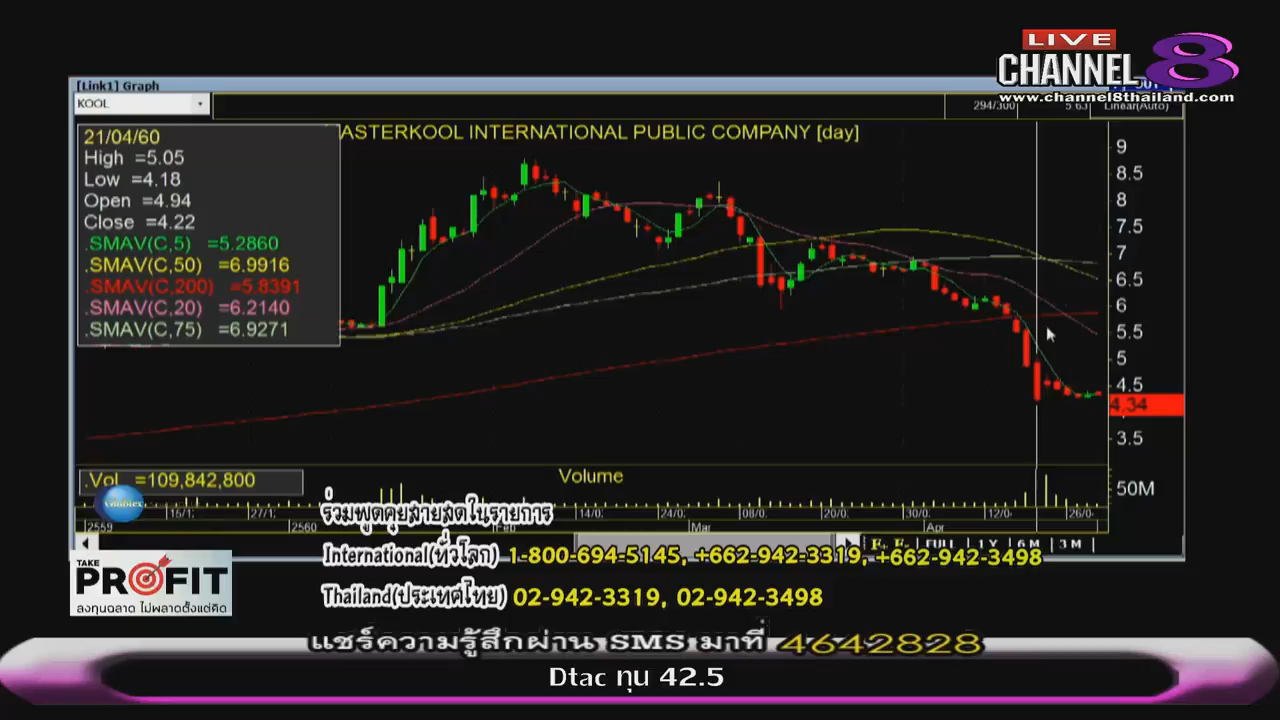 LIVE
CHANNEL 8
www.channel8thailand.com
[Link1] Graph
KOOL
294/300
Linear(Auto)
21/04/60
High =5.05
Low =4.18
Open =4.94
Close =4.22
.SMAV(C,5) =5.2860
.SMAV(C,50) =6.9916
.SMAV(C,200) =5.8391
.SMAV(C,20) =6.2140
.SMAV(C,75) =6.9271
ASTERKOOL INTERNATIONAL PUBLIC COMPANY [day]
9
8.5
8
7.5
7
6.5
6
5.5
5
4.5
4.34
3.5
.Vol =109,842,800
Volume
50M
16/1: 27/1: 14/0. 24/0: 08/0. 20/0. 30/0: 12/0: 26/0:
2559 2560 Feb Mar Apr
FULL 1 Y 6 M 3 M
ร่วมพูดคุยสายสดในรายการ
International(ทั่วโลก) 1-800-694-5145, +662-942-3319, +662-942-3498
Thailand(ประเทศไทย) 02-942-3319, 02-942-3498
TAKE
PROFIT
ลงทุนฉลาด ไม่พลาดตั้งแต่คิด
แชร์ความรู้สึกผ่าน SMS มาที่ 4642828
Dtac ทุน 42.5